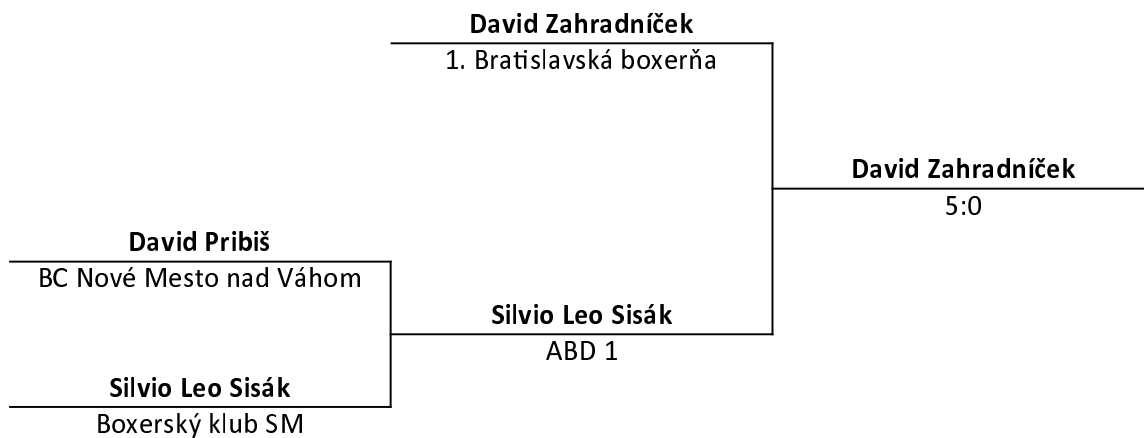 David Zahradníček
1. Bratislavská boxerňa
David Zahradníček
5:0
David Pribiš
BC Nové Mesto nad Váhom
Silvio Leo Sisák
ABD 1
Silvio Leo Sisák
Boxerský klub SM